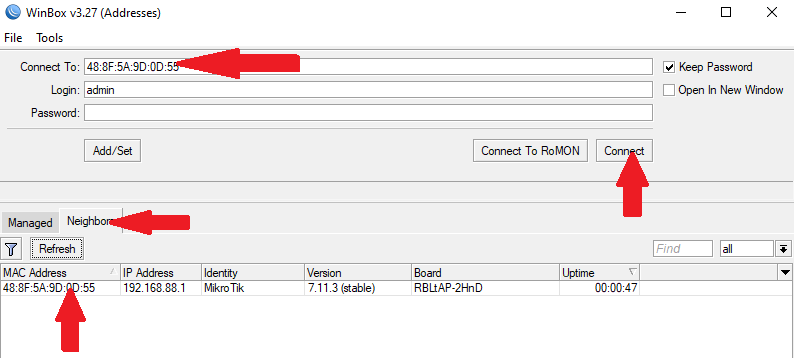 WinBox v3.27 (Addresses)
File Tools
Connect To: 48:8F:5A:9D:0D:55 Keep Password
Login: admin Open In New Window
Password:
Add/Set Connect To RoMON Connect
Managed Neighbors
Refresh Find all
MAC Address IP Address Identity Version Board Uptime
48:8F:5A:9D:0D:55 192.168.88.1 MikroTik 7.11.3 (stable) RBLtAP-2HnD 00:00:47